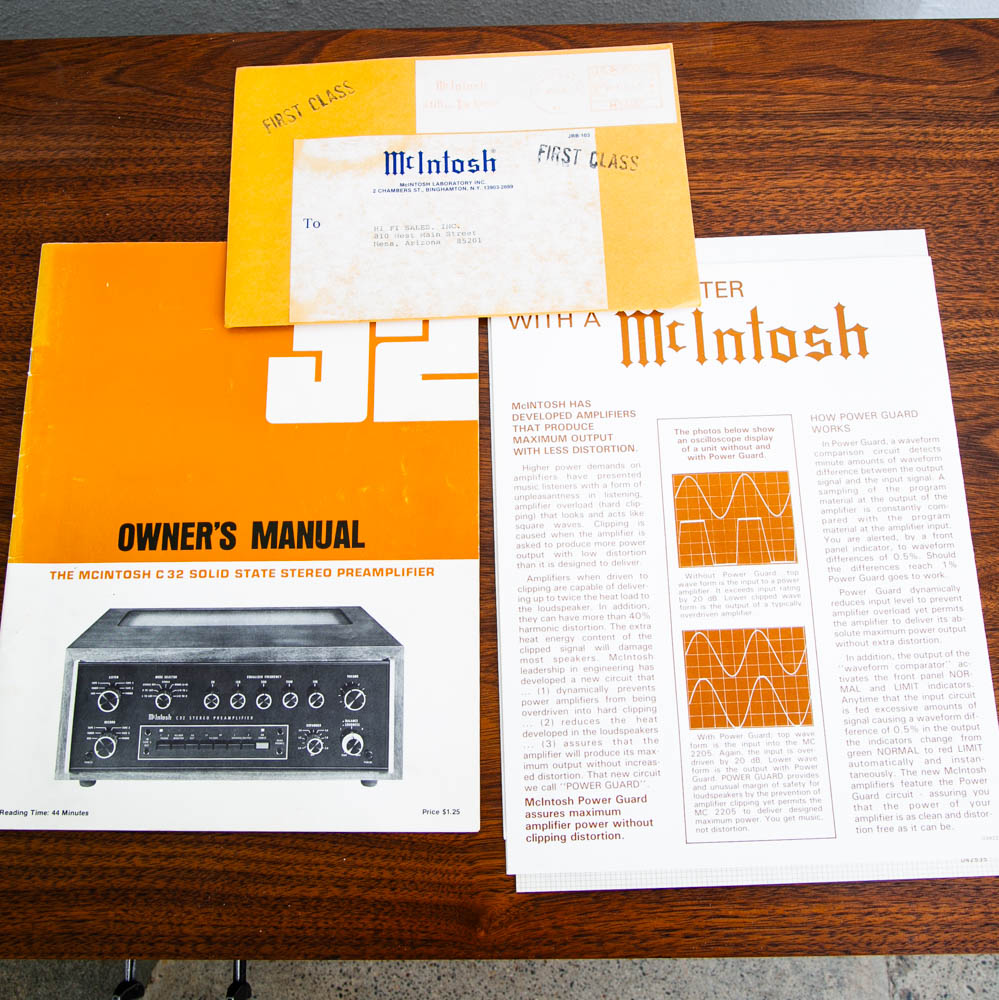 FIRST CLASS
McIntosh
JRB 103
FIRST CLASS
McIntosh®
McINTOSH LABORATORY INC.
2 CHAMBERS ST., BINGHAMTON, N.Y. 13903-2699
To
HI FI SALES, INC.
810 West Main Street
Mesa, Arizona 85201
32
OWNER'S MANUAL
THE MCINTOSH C 32 SOLID STATE STEREO PREAMPLIFIER
LISTEN
MODE SELECTOR
EQUALIZER FREQUENCY
VOLUME
McIntosh C32 STEREO PREAMPLIFIER
RECORD
EXPANDER
BALANCE
LOUDNESS
Reading Time: 44 Minutes
Price $1.25
TER
WITH A McIntosh
McINTOSH HAS
DEVELOPED AMPLIFIERS
THAT PRODUCE
MAXIMUM OUTPUT
WITH LESS DISTORTION.
Higher power demands on
amplifiers have presented
music listeners with a form of
unpleasantness in listening,
amplifier overload (hard clip-
ping) that looks and acts like
square waves. Clipping is
caused when the amplifier is
asked to produce more power
output with low distortion
than it is designed to deliver.
Amplifiers when driven to
clipping are capable of deliver-
ing up to twice the heat load to
the loudspeaker. In addition,
they can have more than 40%
harmonic distortion. The extra
heat energy content of the
clipped signal will damage
most speakers. McIntosh
leadership in engineering has
developed a new circuit that
... (1) dynamically prevents
power amplifiers from being
overdriven into hard clipping
... (2) reduces the heat
developed in the loudspeakers
... (3) assures that the
amplifier will produce its max-
imum output without increas-
ed distortion. That new circuit
we call "POWER GUARD".
McIntosh Power Guard
assures maximum
amplifier power without
clipping distortion.
The photos below show
an oscilloscope display
of a unit without and
with Power Guard.
Without Power Guard top
wave form is the input to a power
amplifier. It exceeds input rating
by 20 dB. Lower clipped wave
form is the output of a typically
overdriven amplifier.
With Power Guard; top wave
form is the input into the MC
2205. Again, the input is over-
driven by 20 dB. Lower wave
form is the output with Power
Guard. POWER GUARD provides
and unusual margin of safety for
loudspeakers by the prevention of
amplifier clipping yet permits the
MC 2205 to deliver designed
maximum power. You get music,
not distortion.
HOW POWER GUARD
WORKS
In Power Guard, a waveform
comparison circuit detects
minute amounts of waveform
difference between the output
signal and the input signal. A
sampling of the program
material at the output of the
amplifier is constantly com-
pared with the program
material at the amplifier input.
You are alerted, by a front
panel indicator, to waveform
differences of 0.5%. Should
the differences reach 1%
Power Guard goes to work.
Power Guard dynamically
reduces input level to prevent
amplifier overload yet permits
the amplifier to deliver its ab-
solute maximum power output
without extra distortion.
In addition, the output of the
"waveform comparator" ac-
tivates the front panel NOR-
MAL and LIMIT indicators.
Anytime that the input circuit
is fed excessive amounts of
signal causing a waveform dif-
ference of 0.5% in the output
the indicators change from
green NORMAL to red LIMIT
automatically and instan-
taneously. The new McIntosh
amplifiers feature the Power
Guard circuit - assuring you
that the power of your
amplifier is as clean and distor-
tion free as it can be.